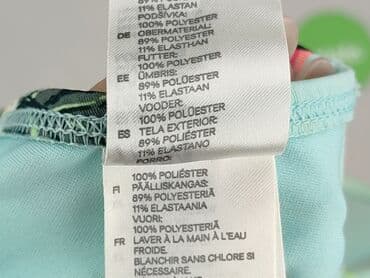 11% ELASTAN
PODŠÍVKA:
100% POLYESTER
DE OBERMATERIAL:
89% POLYESTER
11% ELASTHAN
FUTTER:
100% POLYESTER
EE ÜMBRIS:
89% POLÜESTER
11% ELASTAAN
VOODER:
100% POLÜESTER
ES TELA EXTERIOR:
89% POLIÉSTER
11% ELASTANO
FORRO:
100% POLIÉSTER
FI PÄÄLLISKANGAS:
89% POLYESTERIÄ
11% ELASTAANIA
VUORI:
100% POLYESTERIÄ
FR LAVER À LA MAIN À L'EAU
FROIDE.
BLANCHIR SANS CHLORE SI
NÉCESSAIRE.